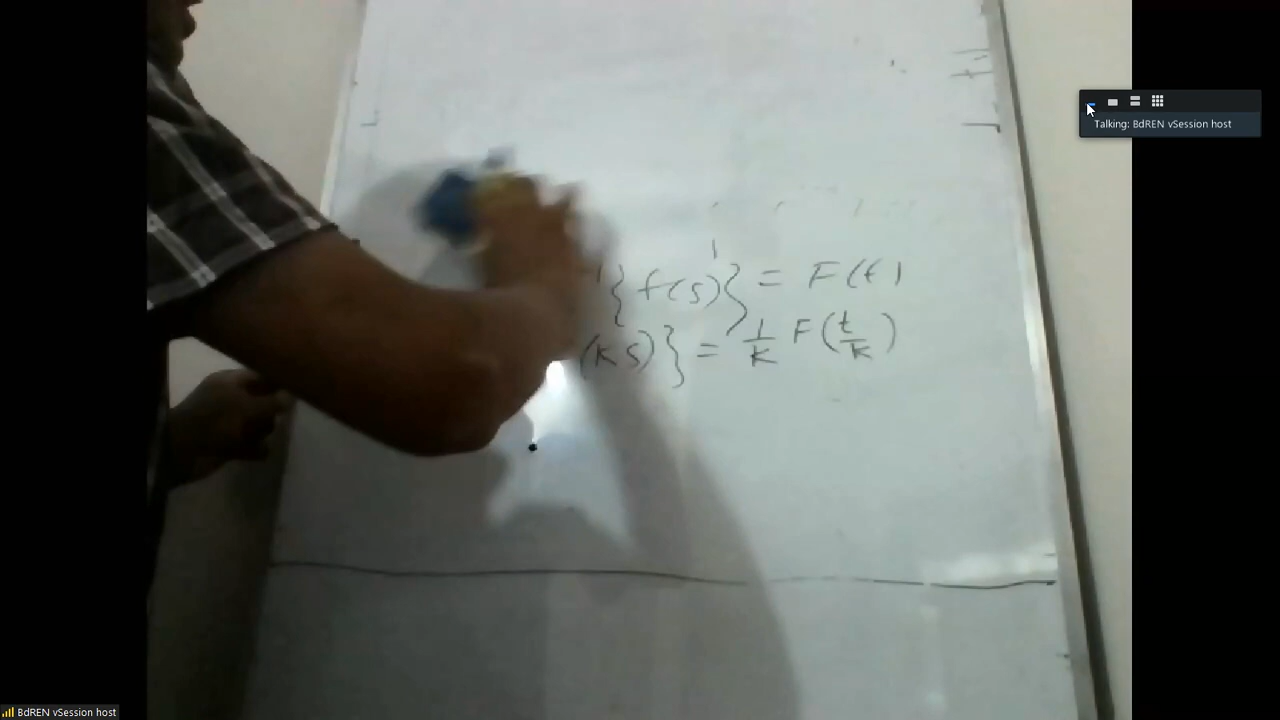 {f(s)} = F(t)
(ks)} = 1/k F(t/k)
Talking: BdREN vSession host
BdREN vSession host